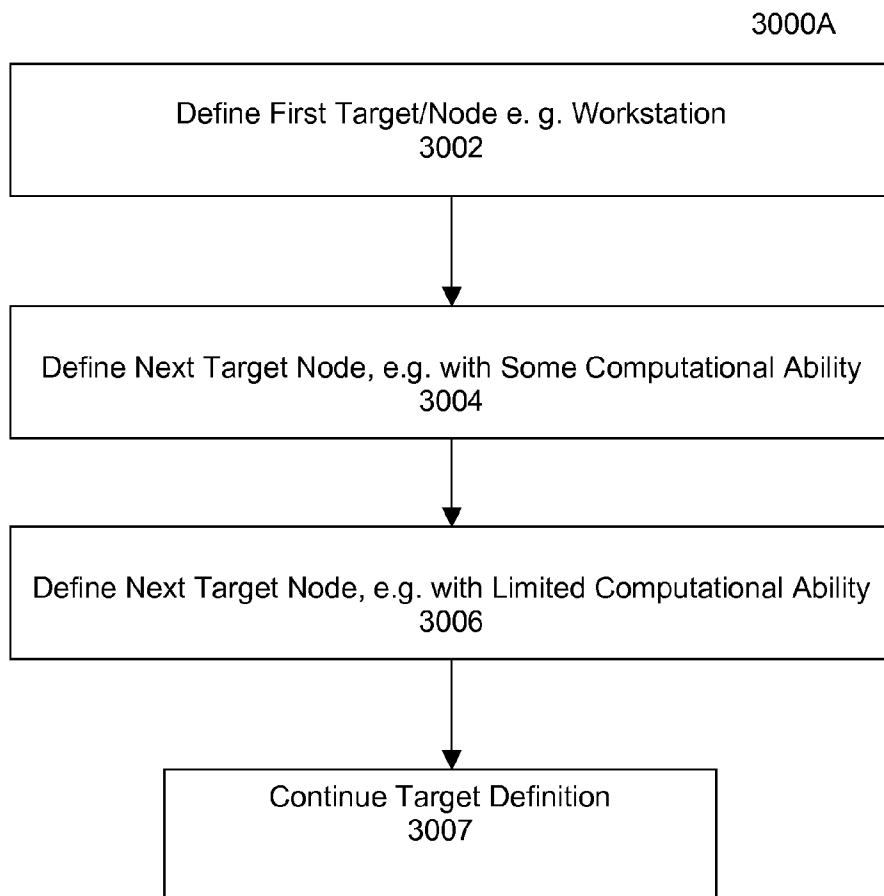 3000A
Define First Target/Node e. g. Workstation
3002
Define Next Target Node, e.g. with Some Computational Ability
3004
Define Next Target Node, e.g. with Limited Computational Ability
3006
Continue Target Definition
3007